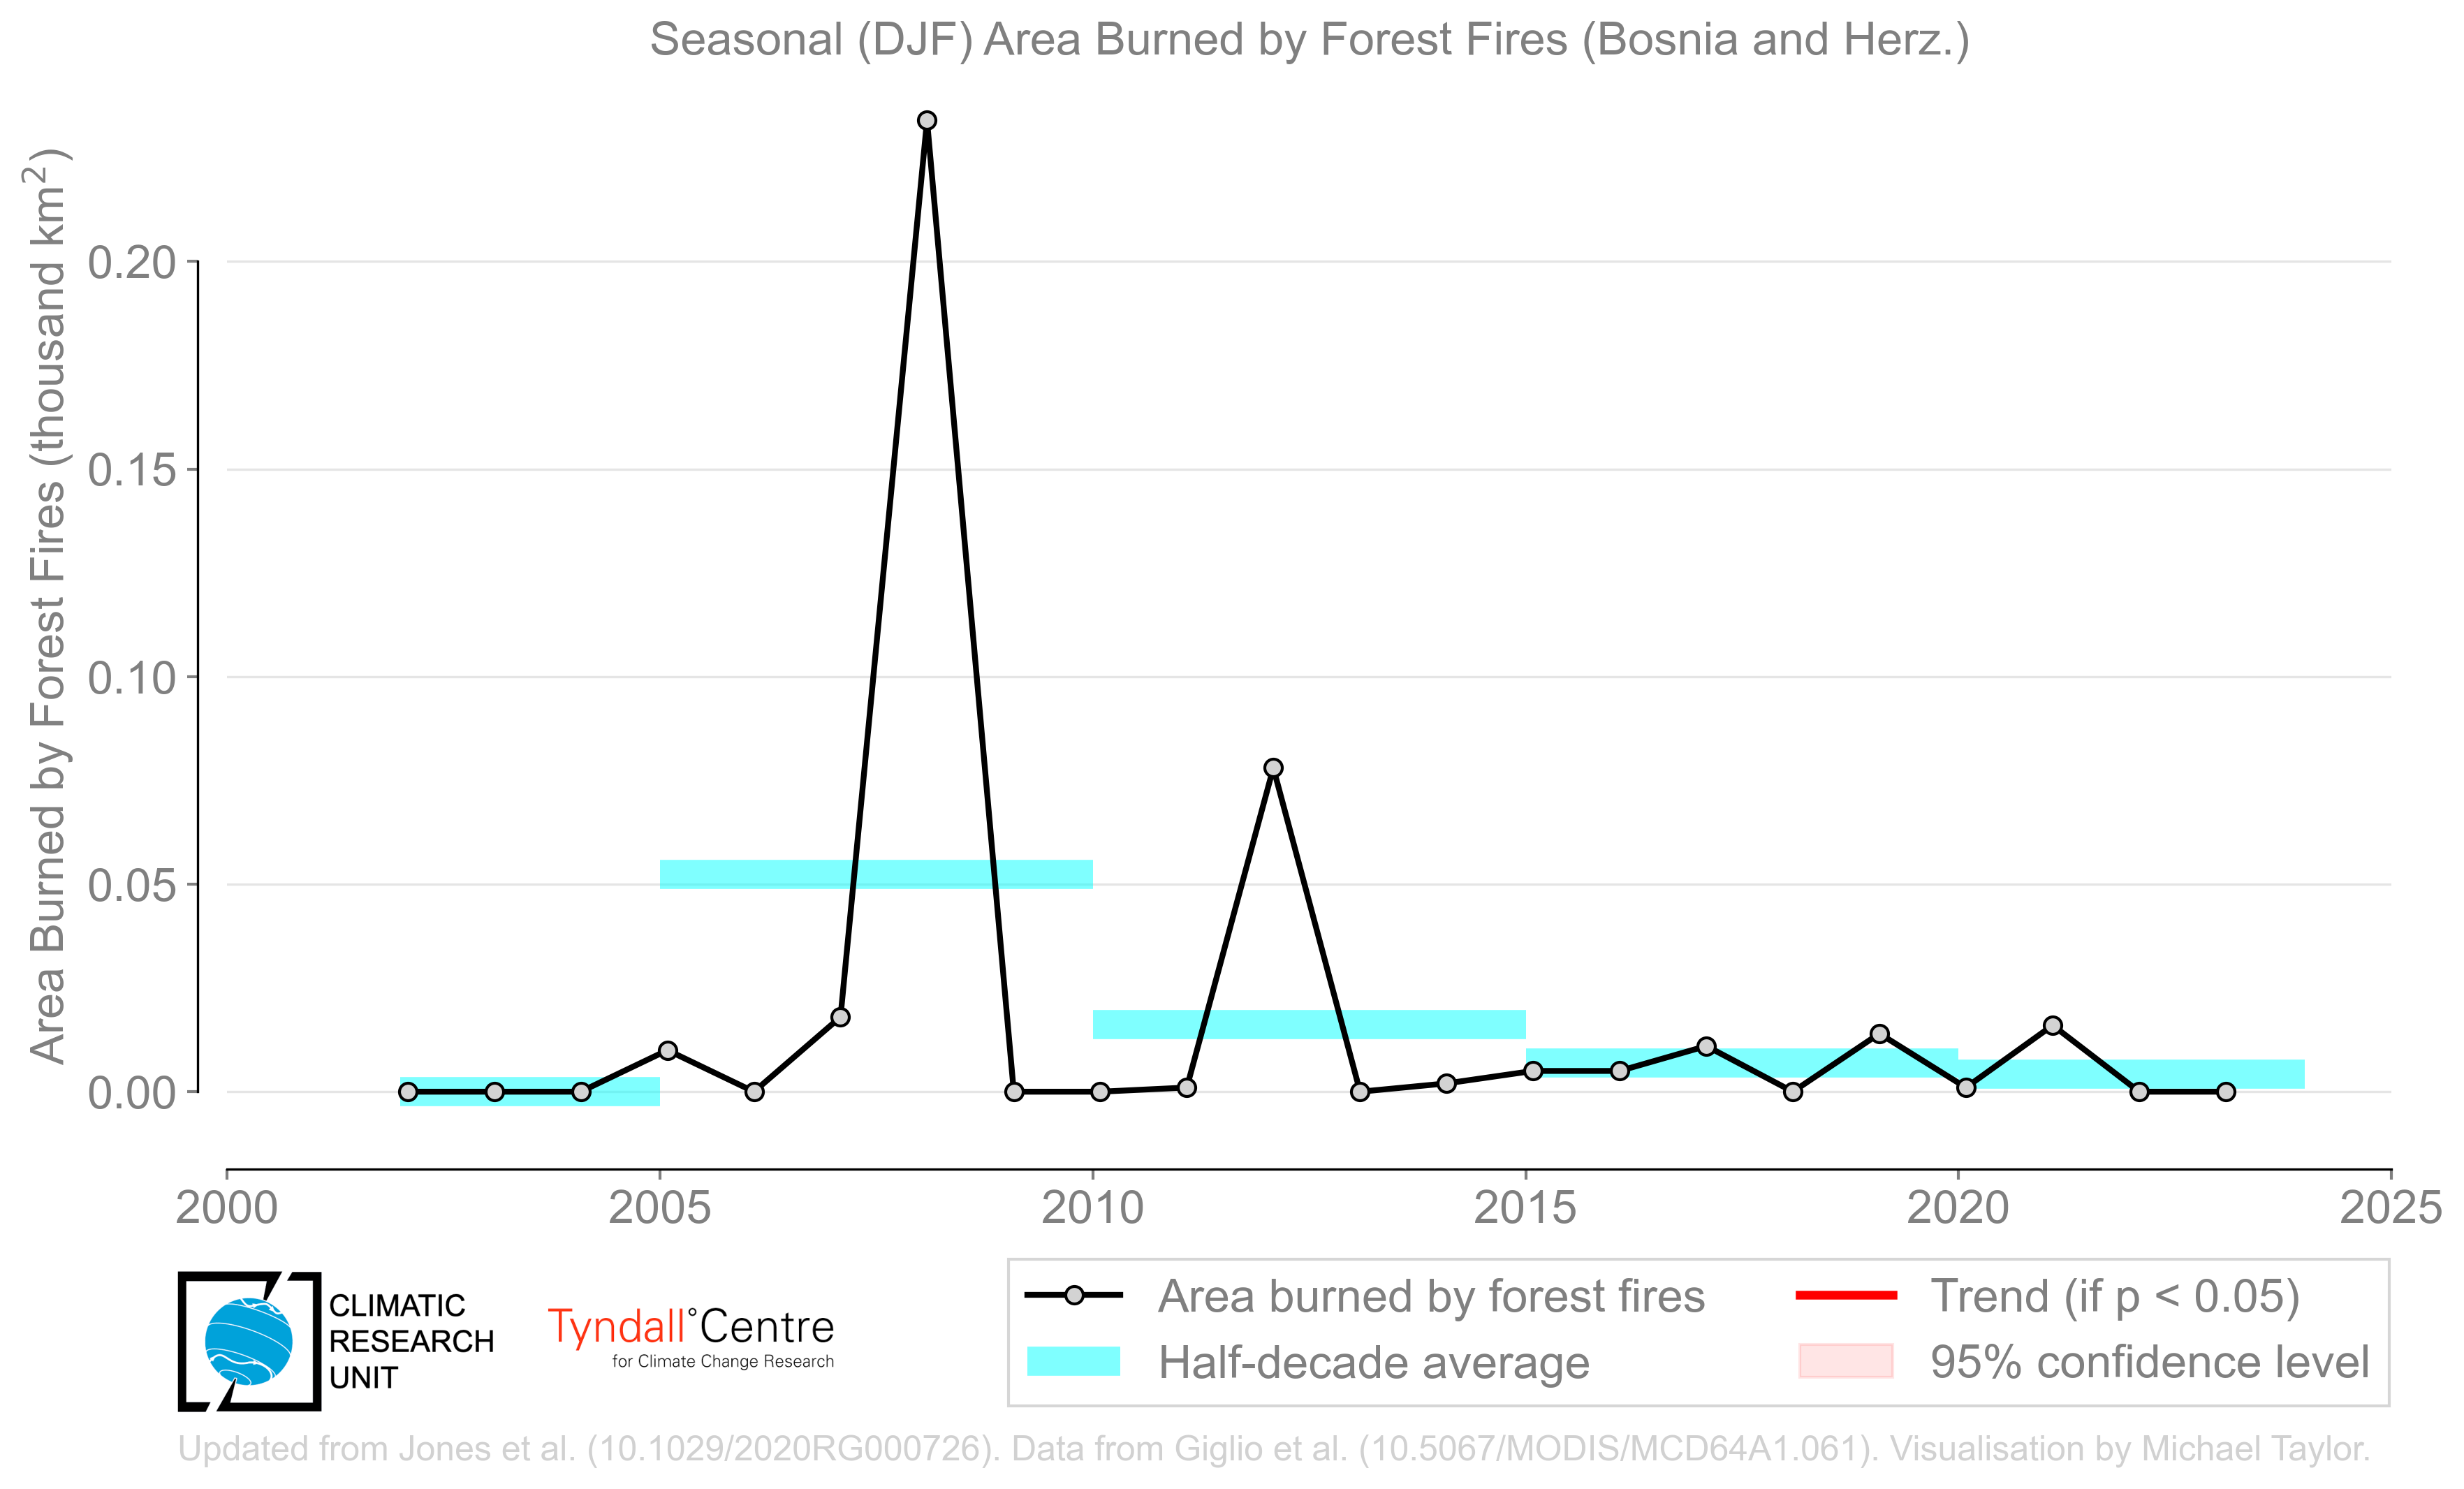 Seasonal (DJF) Area Burned by Forest Fires (Bosnia and Herz.)
Area Burned by Forest Fires (thousand km²)
0.20
0.15
0.10
0.05
0.00
2000 2005 2010 2015 2020 2025
CLIMATIC
RESEARCH
UNIT
Tyndall°Centre
for Climate Change Research
Area burned by forest fires
Half-decade average
Trend (if p < 0.05)
95% confidence level
Updated from Jones et al. (10.1029/2020RG000726). Data from Giglio et al. (10.5067/MODIS/MCD64A1.061). Visualisation by Michael Taylor.